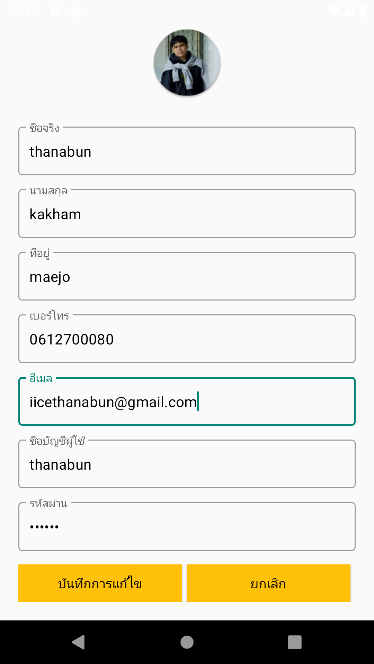 ชื่อจริง
thanabun
นามสกุล
kakham
ที่อยู่
maejo
เบอร์โทร
0612700080
อีเมล
iicethanabun@gmail.com
ชื่อบัญชีผู้ใช้
thanabun
รหัสผ่าน
••••••
บันทึกการแก้ไข
ยกเลิก